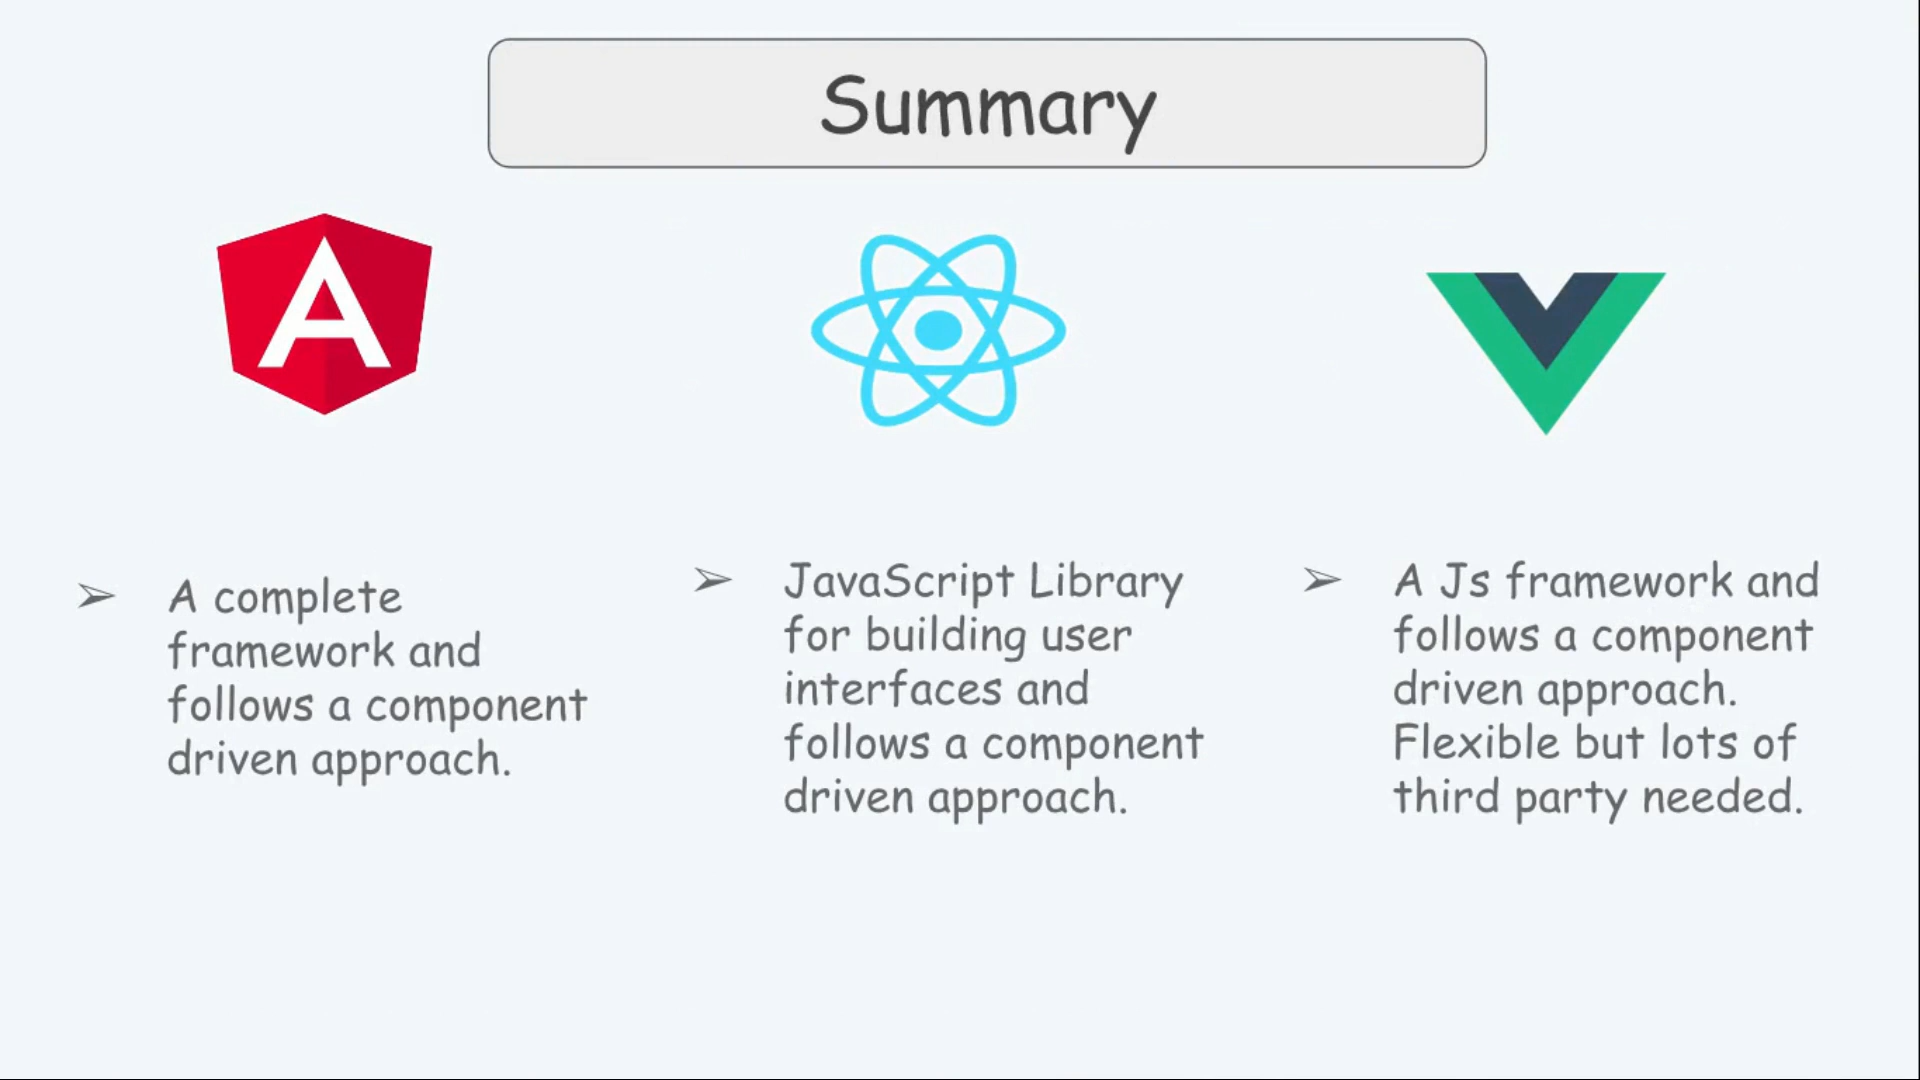 Summary
➢ A complete
framework and
follows a component
driven approach.
➢ JavaScript Library
for building user
interfaces and
follows a component
driven approach.
➢ A Js framework and
follows a component
driven approach.
Flexible but lots of
third party needed.